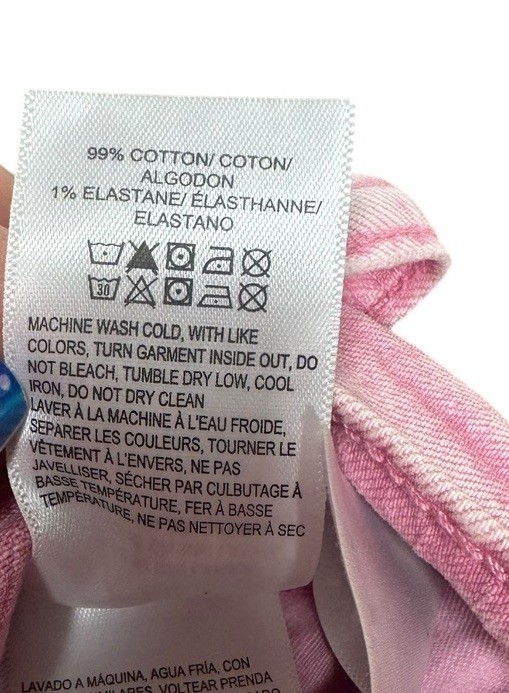 99% COTTON/ COTON/
ALGODON
1% ELASTANE/ ÉLASTHANNE/
ELASTANO
30
MACHINE WASH COLD, WITH LIKE
COLORS, TURN GARMENT INSIDE OUT, DO
NOT BLEACH, TUMBLE DRY LOW, COOL
IRON, DO NOT DRY CLEAN
LAVER À LA MACHINE À L'EAU FROIDE,
SEPARER LES COULEURS, TOURNER LE
VÊTEMENT À L'ENVERS, NE PAS
JAVELLISER, SÉCHER PAR CULBUTAGE À
BASSE TEMPÉRATURE, FER À BASSE
TEMPÉRATURE, NE PAS NETTOYER À SEC
LAVADO A MÁQUINA, AGUA FRÍA, CON
VOLTEAR PRENDA